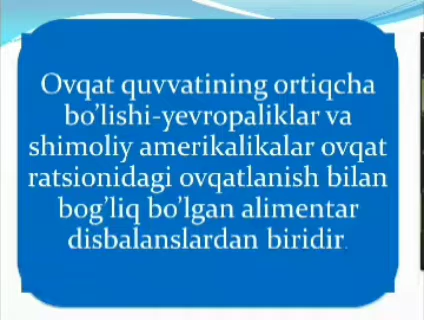 Ovqat quvvatining ortiqcha
bo’lishi-yevropaliklar va
shimoliy amerikalikalar ovqat
ratsionidagi ovqatlanish bilan
bog’liq bo’lgan alimentar
disbalanslardan biridir.